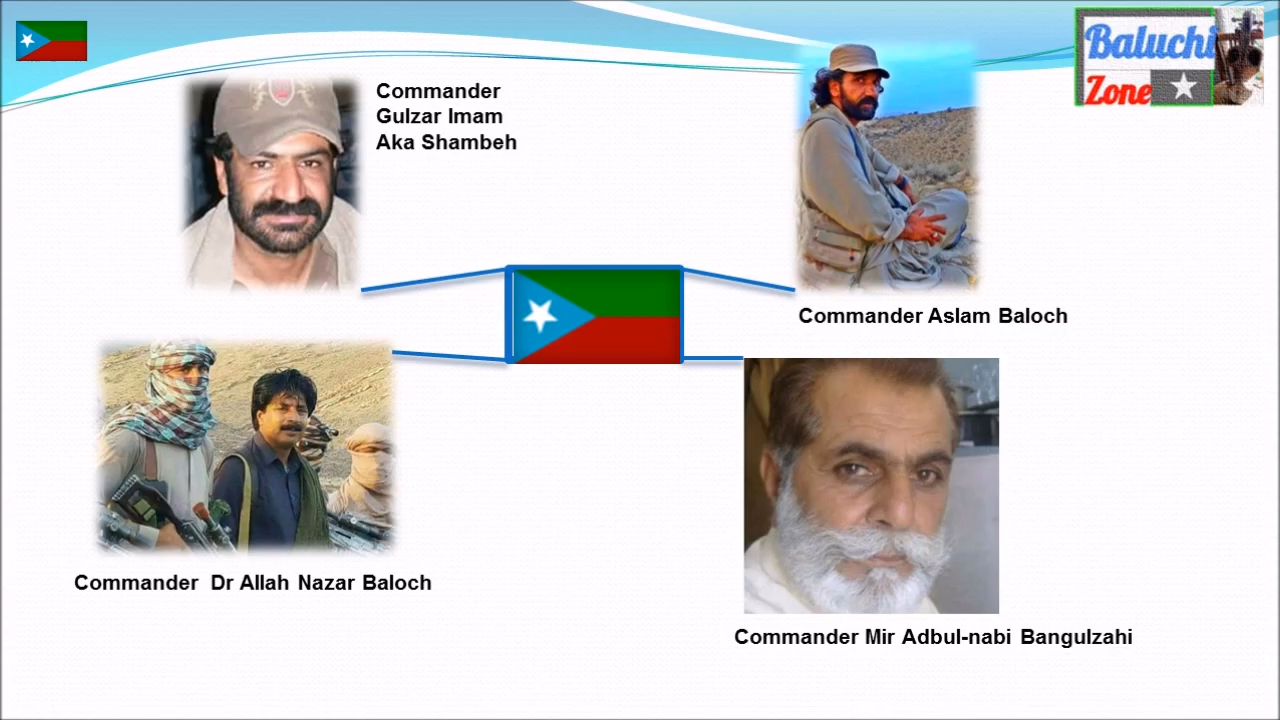 Commander
Gulzar Imam
Aka Shambeh
Baluchi
Zone
Commander Aslam Baloch
Commander Dr Allah Nazar Baloch
Commander Mir Adbul-nabi Bangulzahi